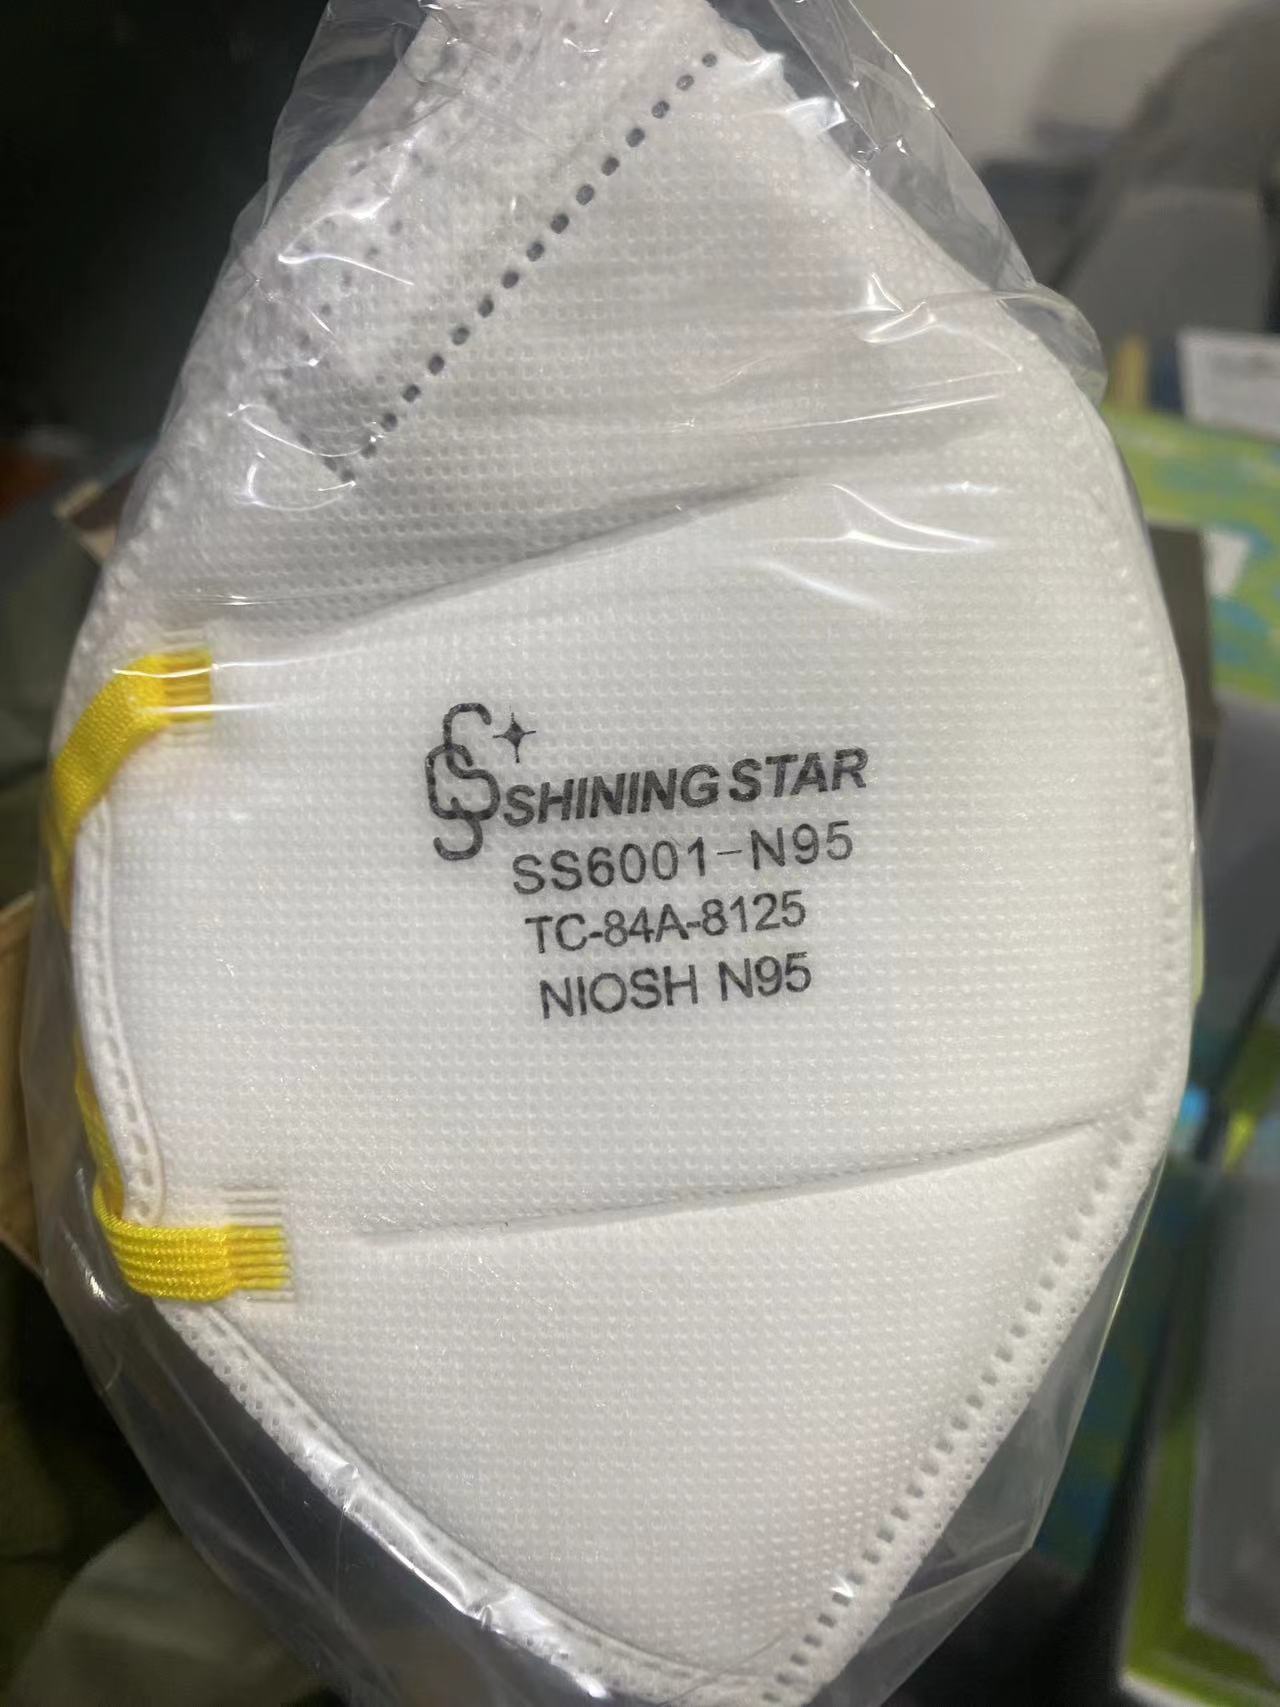 SHINING STAR
SS6001-N95
TC-84A-8125
NIOSH N95